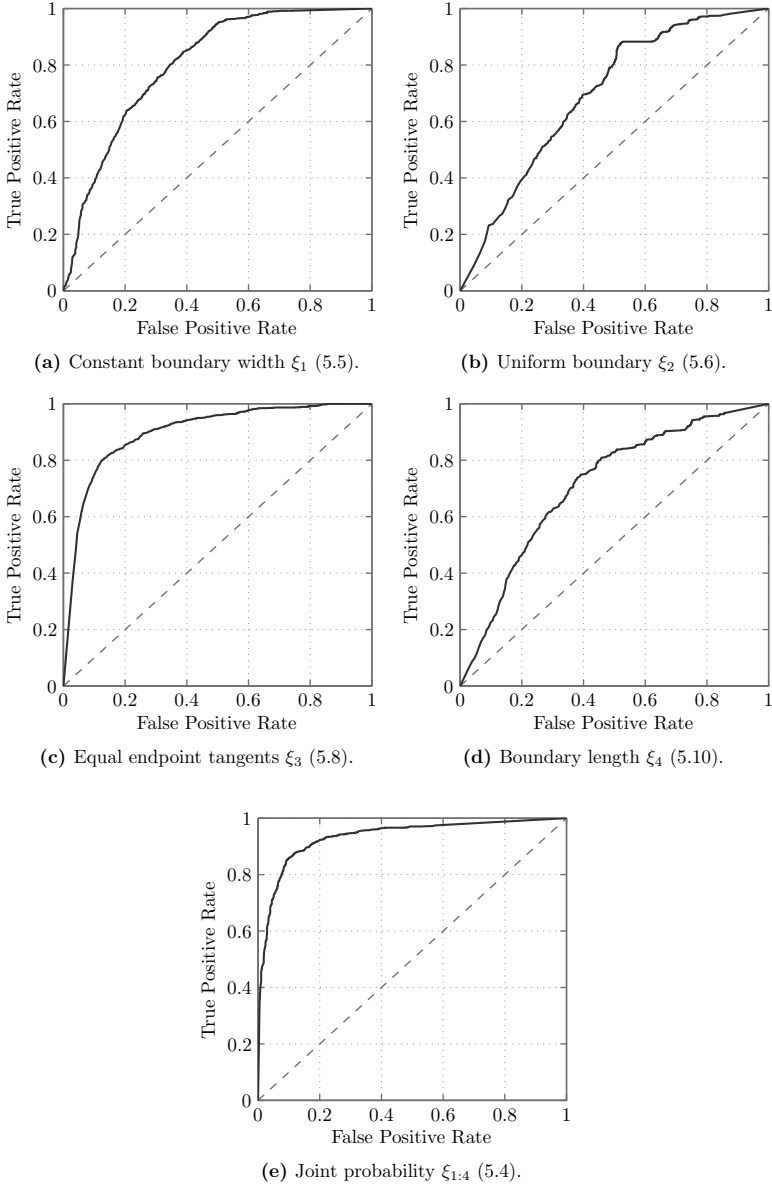 1
0.8
0.6
0.4
0.2
0
0 0.2 0.4 0.6 0.8 1
True Positive Rate
False Positive Rate
(a) Constant boundary width ξ1 (5.5).
1
0.8
0.6
0.4
0.2
0
0 0.2 0.4 0.6 0.8 1
True Positive Rate
False Positive Rate
(b) Uniform boundary ξ2 (5.6).
1
0.8
0.6
0.4
0.2
0
0 0.2 0.4 0.6 0.8 1
True Positive Rate
False Positive Rate
(c) Equal endpoint tangents ξ3 (5.8).
1
0.8
0.6
0.4
0.2
0
0 0.2 0.4 0.6 0.8 1
True Positive Rate
False Positive Rate
(d) Boundary length ξ4 (5.10).
1
0.8
0.6
0.4
0.2
0
0 0.2 0.4 0.6 0.8 1
True Positive Rate
False Positive Rate
(e) Joint probability ξ1:4 (5.4).